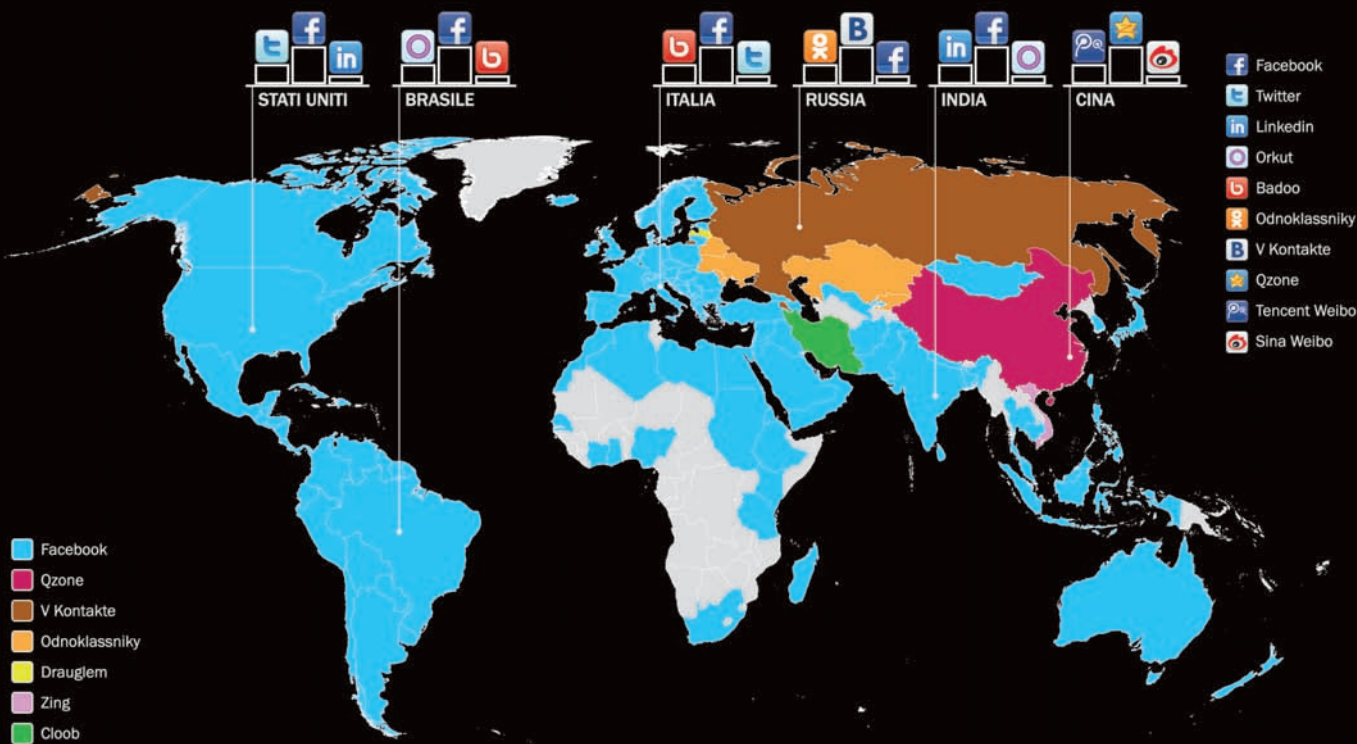 STATI UNITI
BRASILE
ITALIA
RUSSIA
INDIA
CINA
Facebook
Twitter
Linkedin
Orkut
Badoo
Odnoklassniky
V Kontakte
Qzone
Tencent Weibo
Sina Weibo
Facebook
Qzone
V Kontakte
Odnoklassniky
Drauglem
Zing
Cloob